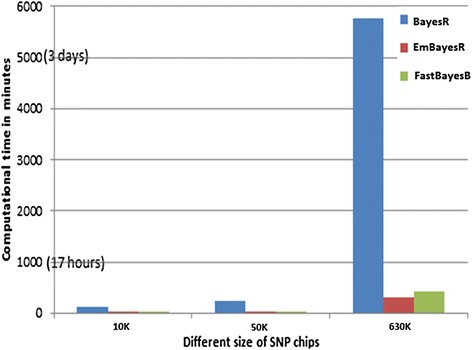 6000
5000 (3 days)
4000
3000
2000
1000 (17 hours)
0
Computational time in minutes
10K
50K
630K
Different size of SNP chips
BayesR
EmBayesR
FastBayesB